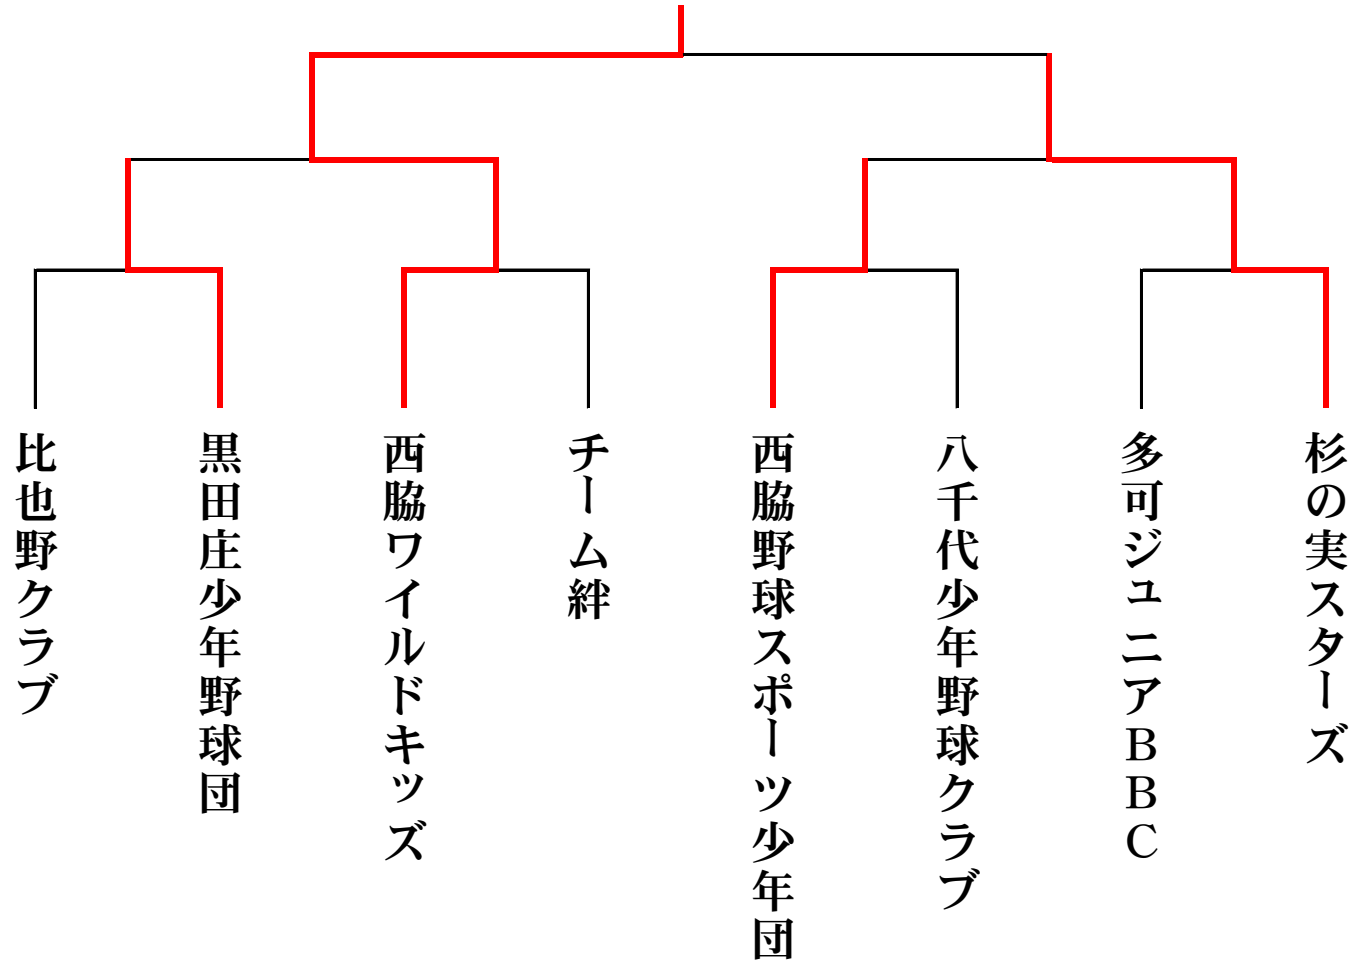 比也野クラブ
黒田庄少年野球団
西脇ワイルドキッズ
チーム絆
西脇野球スポーツ少年団
八千代少年野球クラブ
多可ジュニアＢＢＣ
杉の実スターズ